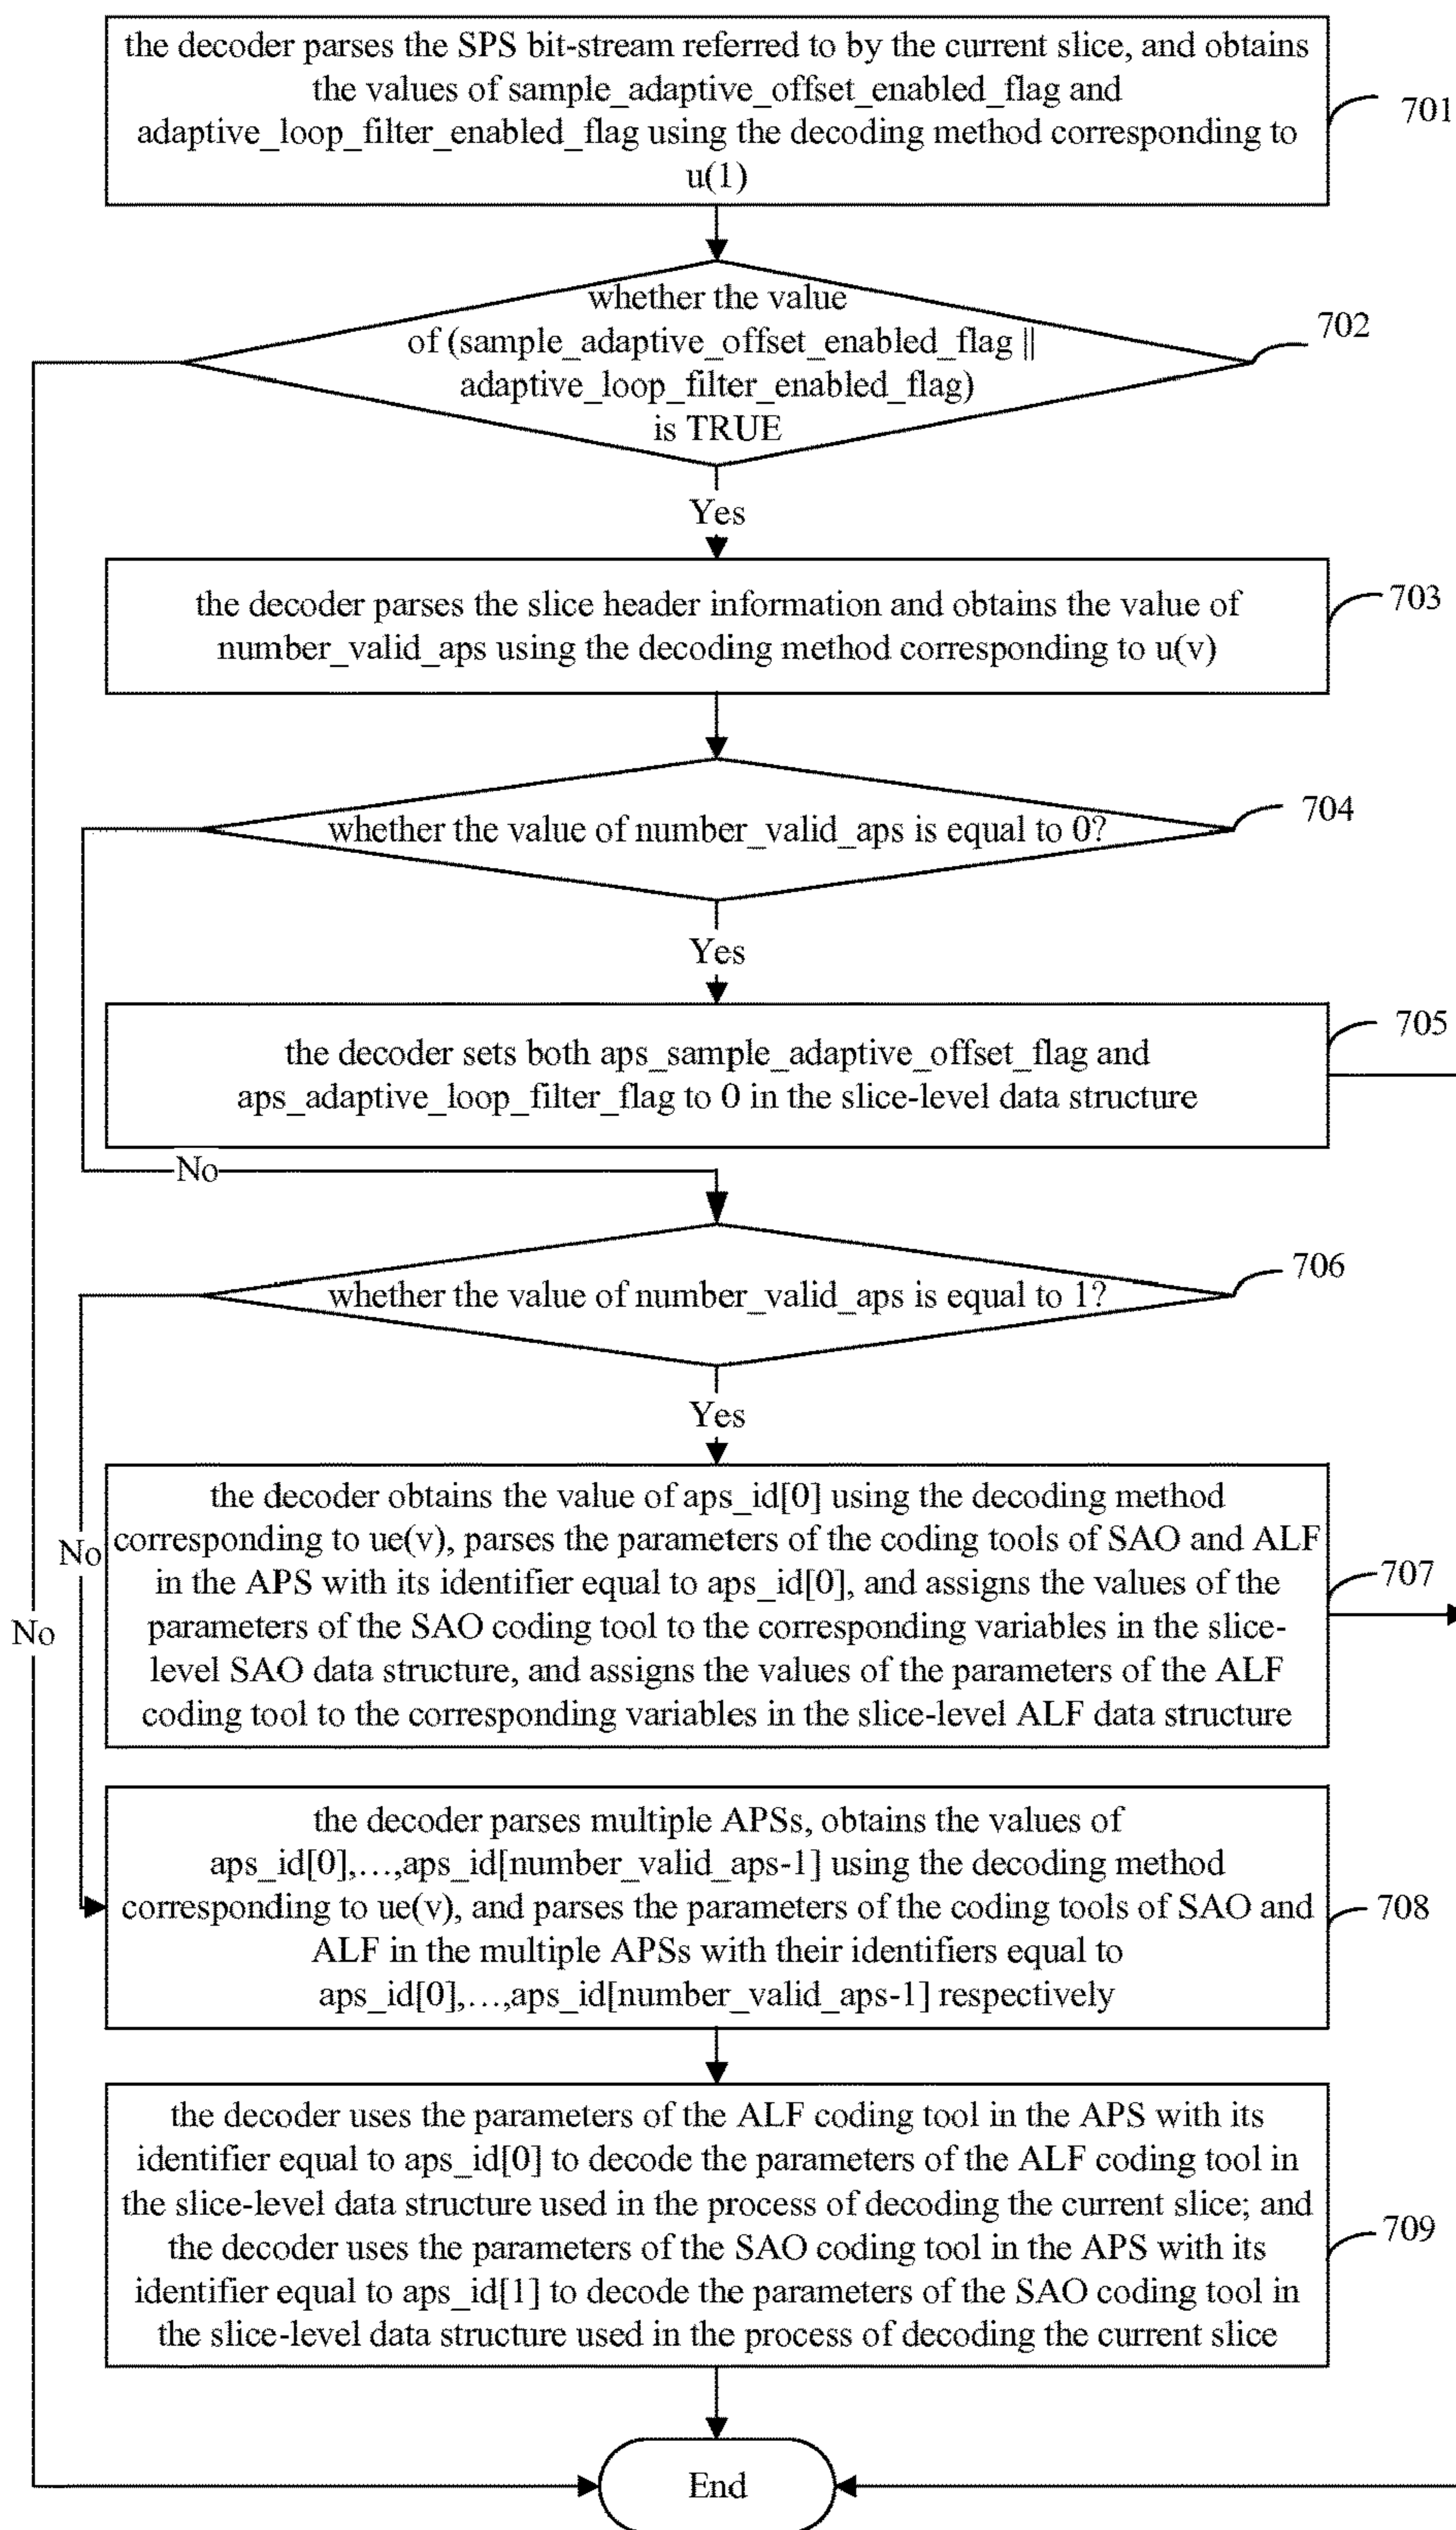 the decoder parses the SPS bit-stream referred to by the current slice, and obtains
the values of sample_adaptive_offset_enabled_flag and
adaptive_loop_filter_enabled_flag using the decoding method corresponding to
u(1)
701
whether the value
of (sample_adaptive_offset_enabled_flag ||
adaptive_loop_filter_enabled_flag)
is TRUE
702
Yes
the decoder parses the slice header information and obtains the value of
number_valid_aps using the decoding method corresponding to u(v)
703
whether the value of number_valid_aps is equal to 0?
704
Yes
the decoder sets both aps_sample_adaptive_offset_flag and
aps_adaptive_loop_filter_flag to 0 in the slice-level data structure
705
No
whether the value of number_valid_aps is equal to 1?
706
Yes
the decoder obtains the value of aps_id[0] using the decoding method
corresponding to ue(v), parses the parameters of the coding tools of SAO and ALF
in the APS with its identifier equal to aps_id[0], and assigns the values of the
parameters of the SAO coding tool to the corresponding variables in the slice-
level SAO data structure, and assigns the values of the parameters of the ALF
coding tool to the corresponding variables in the slice-level ALF data structure
707
No
No
the decoder parses multiple APSs, obtains the values of
aps_id[0],...,aps_id[number_valid_aps-1] using the decoding method
corresponding to ue(v), and parses the parameters of the coding tools of SAO and
ALF in the multiple APSs with their identifiers equal to
aps_id[0],...,aps_id[number_valid_aps-1] respectively
708
the decoder uses the parameters of the ALF coding tool in the APS with its
identifier equal to aps_id[0] to decode the parameters of the ALF coding tool in
the slice-level data structure used in the process of decoding the current slice; and
the decoder uses the parameters of the SAO coding tool in the APS with its
identifier equal to aps_id[1] to decode the parameters of the SAO coding tool in
the slice-level data structure used in the process of decoding the current slice
709
End